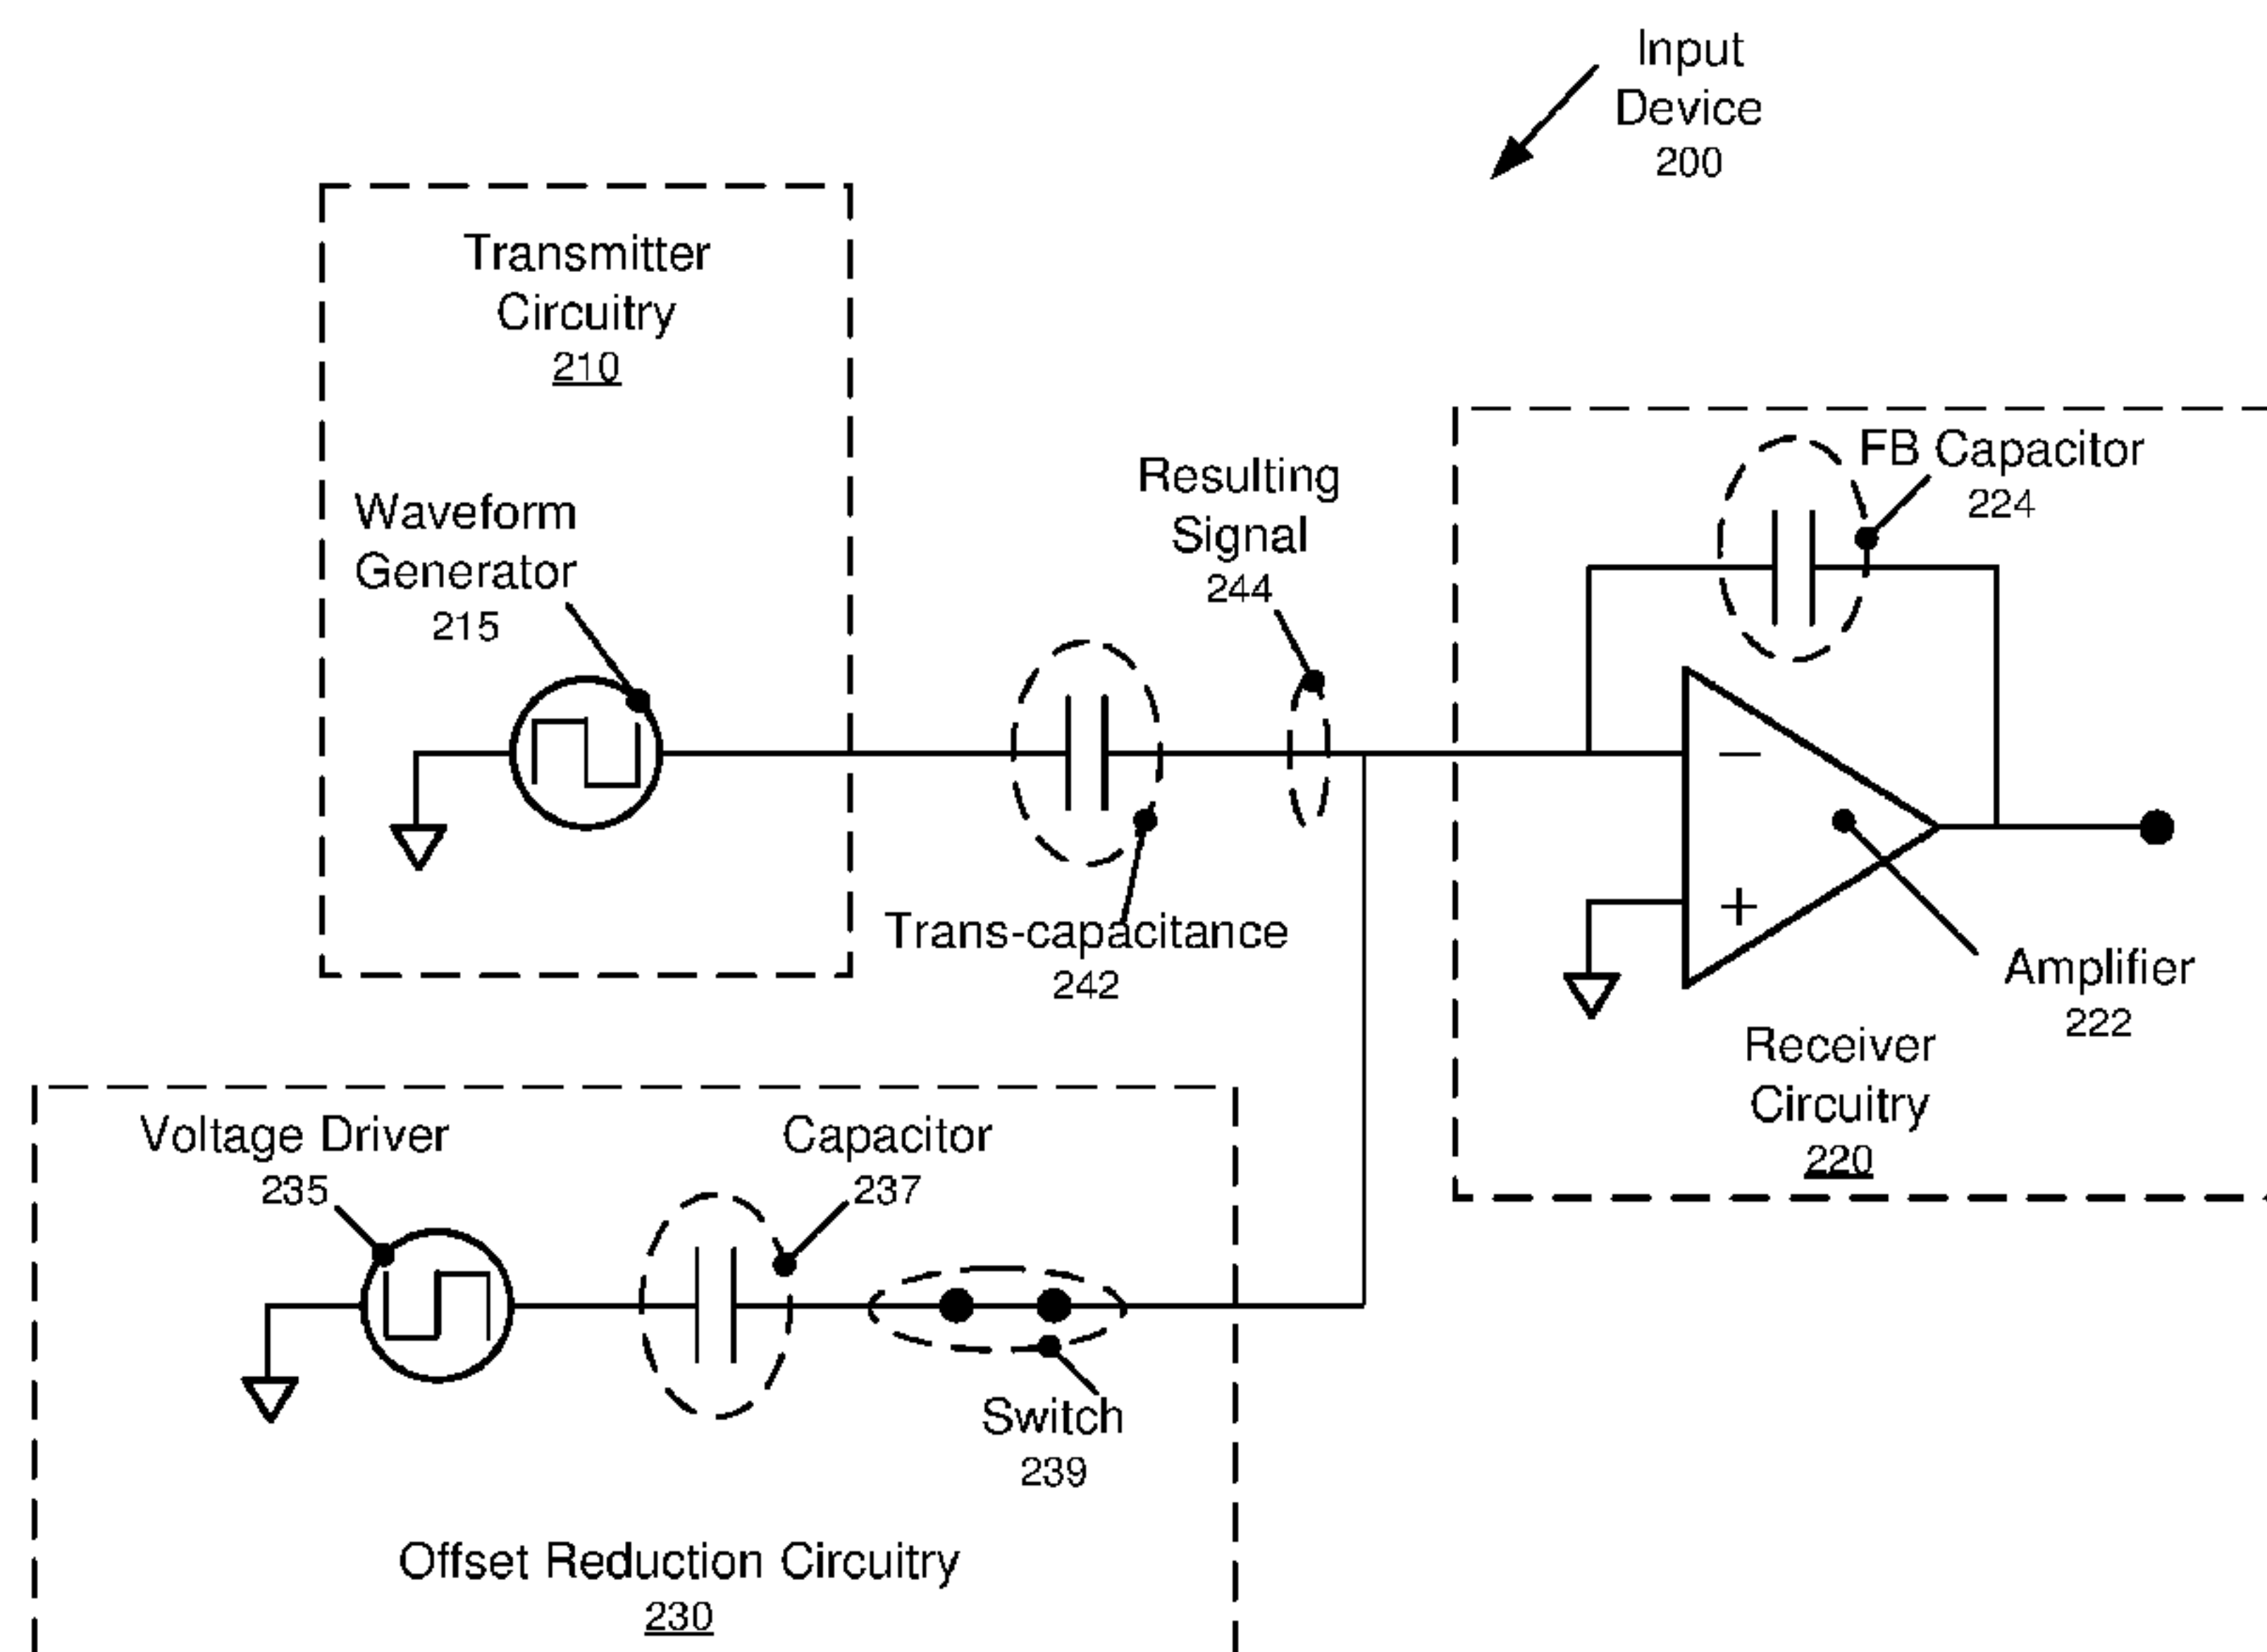 Input
Device
200
Transmitter
Circuitry
210
Waveform
Generator
215
Resulting
Signal
244
FB Capacitor
224
Trans-capacitance
242
−
+
Amplifier
222
Receiver
Circuitry
220
Voltage Driver
235
Capacitor
237
Switch
239
Offset Reduction Circuitry
230